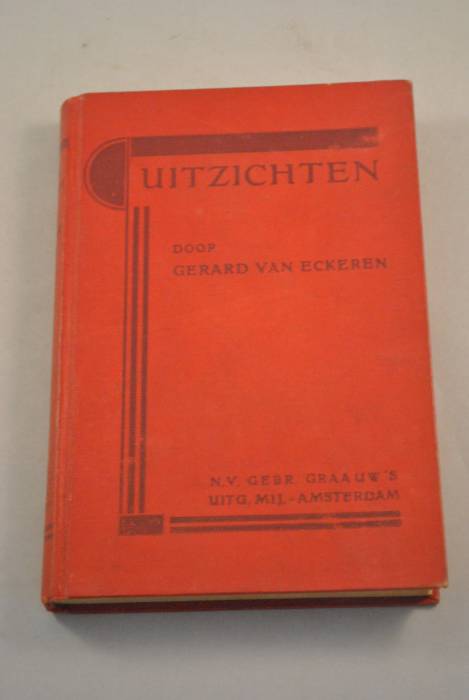 UITZICHTEN
DOOR
GERARD VAN ECKEREN
N.V. GEBR. GRAAUW'S
UITG. MIJ.-AMSTERDAM